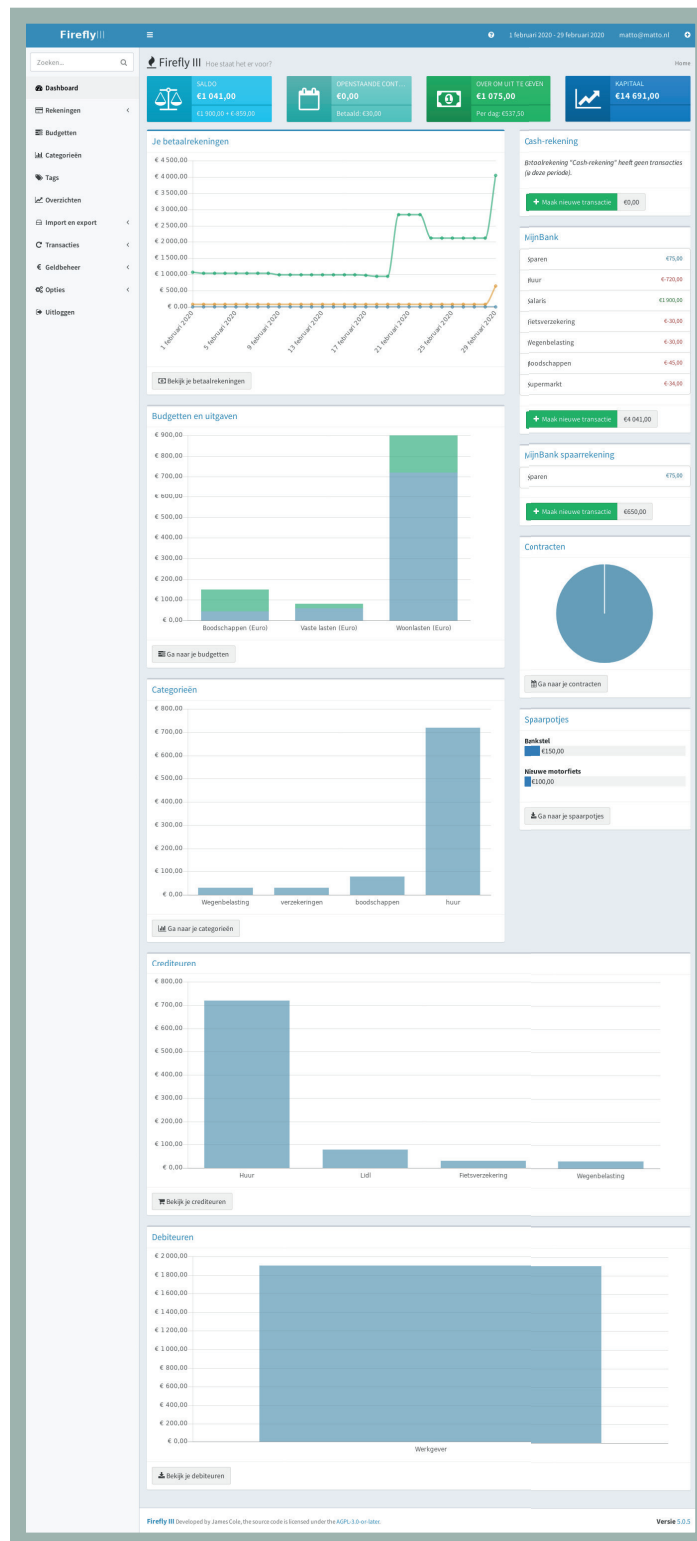 FireflyIII
1 februari 2020 - 29 februari 2020 matto@matto.nl
Zoeken...
Dashboard
Rekeningen
Budgetten
Categorieën
Tags
Overzichten
Import en export
Transacties
Geldbeheer
Opties
Uitloggen
Firefly III Hoe staat het er voor?
Home
SALDO
€1 041,00
€1 900,00 + €-859,00
OPENSTAANDE CONT...
€0,00
Betaald: €30,00
OVER OM UIT TE GEVEN
€1 075,00
Per dag: €537,50
KAPITAAL
€14 691,00
Je betaalrekeningen
€ 4 500,00
€ 4 000,00
€ 3 500,00
€ 3 000,00
€ 2 500,00
€ 2 000,00
€ 1 500,00
€ 1 000,00
€ 500,00
€ 0,00
1 februari 2020
5 februari 2020
9 februari 2020
13 februari 2020
17 februari 2020
21 februari 2020
25 februari 2020
29 februari 2020
Bekijk je betaalrekeningen
Budgetten en uitgaven
€ 900,00
€ 800,00
€ 700,00
€ 600,00
€ 500,00
€ 400,00
€ 300,00
€ 200,00
€ 100,00
€ 0,00
Boodschappen (Euro) Vaste lasten (Euro) Woonlasten (Euro)
Ga naar je budgetten
Categorieën
€ 800,00
€ 700,00
€ 600,00
€ 500,00
€ 400,00
€ 300,00
€ 200,00
€ 100,00
€ 0,00
Wegenbelasting verzekeringen boodschappen huur
Ga naar je categorieën
Cash-rekening
Betaalrekening "Cash-rekening" heeft geen transacties
(in deze periode).
Maak nieuwe transactie €0,00
MijnBank
Sparen €75,00
Huur €-720,00
Salaris €1 900,00
Fietsverzekering €-30,00
Wegenbelasting €-30,00
Boodschappen €-45,00
Supermarkt €-34,00
Maak nieuwe transactie €4 041,00
MijnBank spaarrekening
Sparen €75,00
Maak nieuwe transactie €650,00
Contracten
Ga naar je contracten
Spaarpotjes
Bankstel
€150,00
Nieuwe motorfiets
€100,00
Ga naar je spaarpotjes
Crediteuren
€ 800,00
€ 700,00
€ 600,00
€ 500,00
€ 400,00
€ 300,00
€ 200,00
€ 100,00
€ 0,00
Huur Lidl Fietsverzekering Wegenbelasting
Bekijk je crediteuren
Debiteuren
€ 2 000,00
€ 1 800,00
€ 1 600,00
€ 1 400,00
€ 1 200,00
€ 1 000,00
€ 800,00
€ 600,00
€ 400,00
€ 200,00
€ 0,00
Werkgever
Bekijk je debiteuren
Firefly III Developed by James Cole, the source code is licensed under the AGPL-3.0-or-later.
Versie 5.0.5